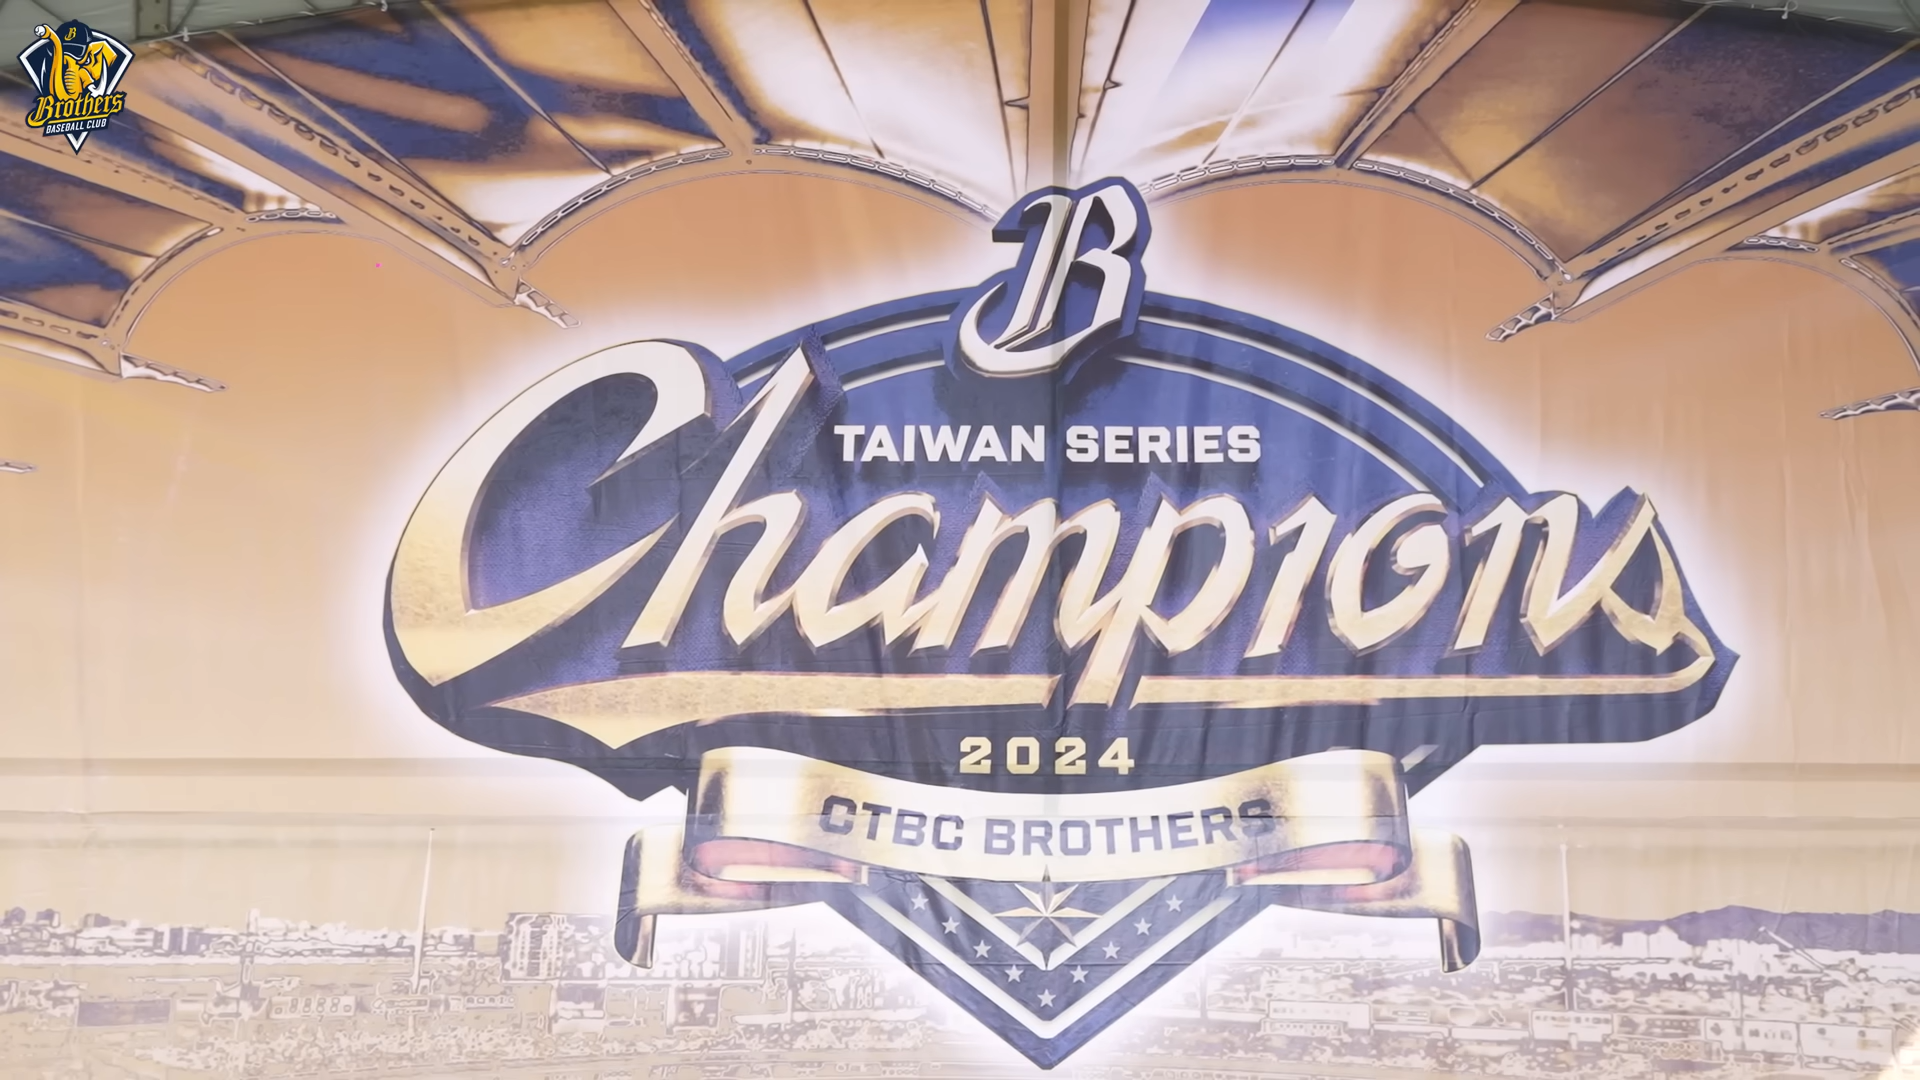 B
Brothers
BASEBALL CLUB
B
TAIWAN SERIES
Champions
2024
CTBC BROTHERS